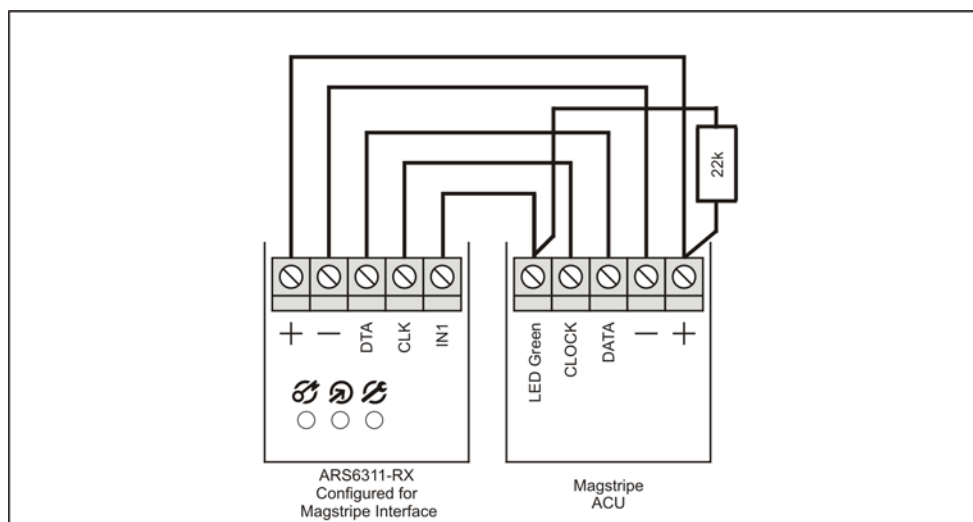 22k
+
—
DTA
CLK
IN1
LED Green
CLOCK
DATA
—
+
ARS6311-RX
Configured for
Magstripe Interface
Magstripe
ACU